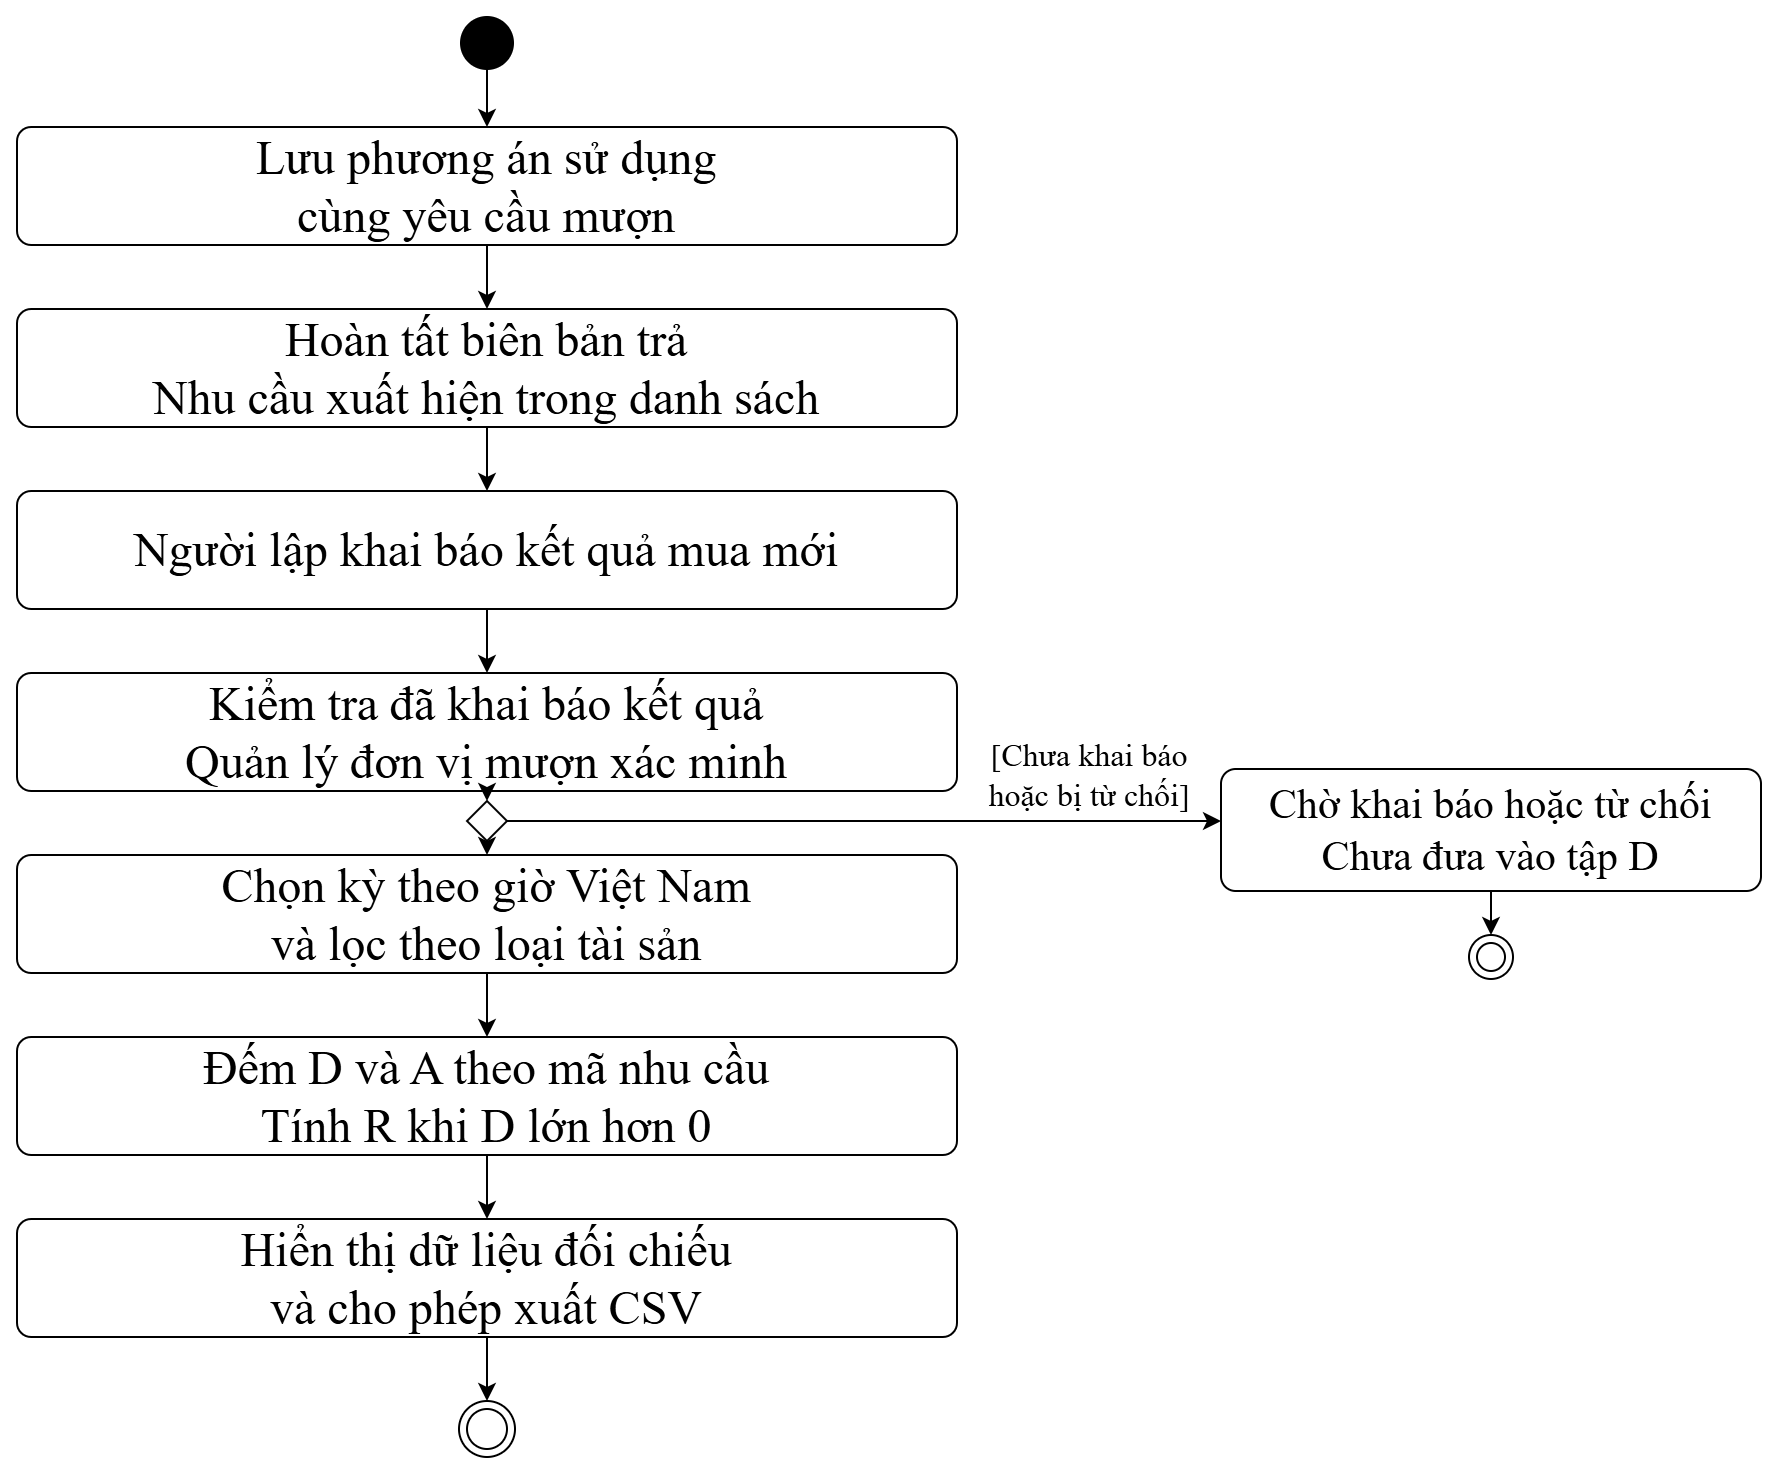 Lưu phương án sử dụng
cùng yêu cầu mượn
Hoàn tất biên bản trả
Nhu cầu xuất hiện trong danh sách
Người lập khai báo kết quả mua mới
Kiểm tra đã khai báo kết quả
Quản lý đơn vị mượn xác minh
[Chưa khai báo
hoặc bị từ chối]
Chờ khai báo hoặc từ chối
Chưa đưa vào tập D
Chọn kỳ theo giờ Việt Nam
và lọc theo loại tài sản
Đếm D và A theo mã nhu cầu
Tính R khi D lớn hơn 0
Hiển thị dữ liệu đối chiếu
và cho phép xuất CSV